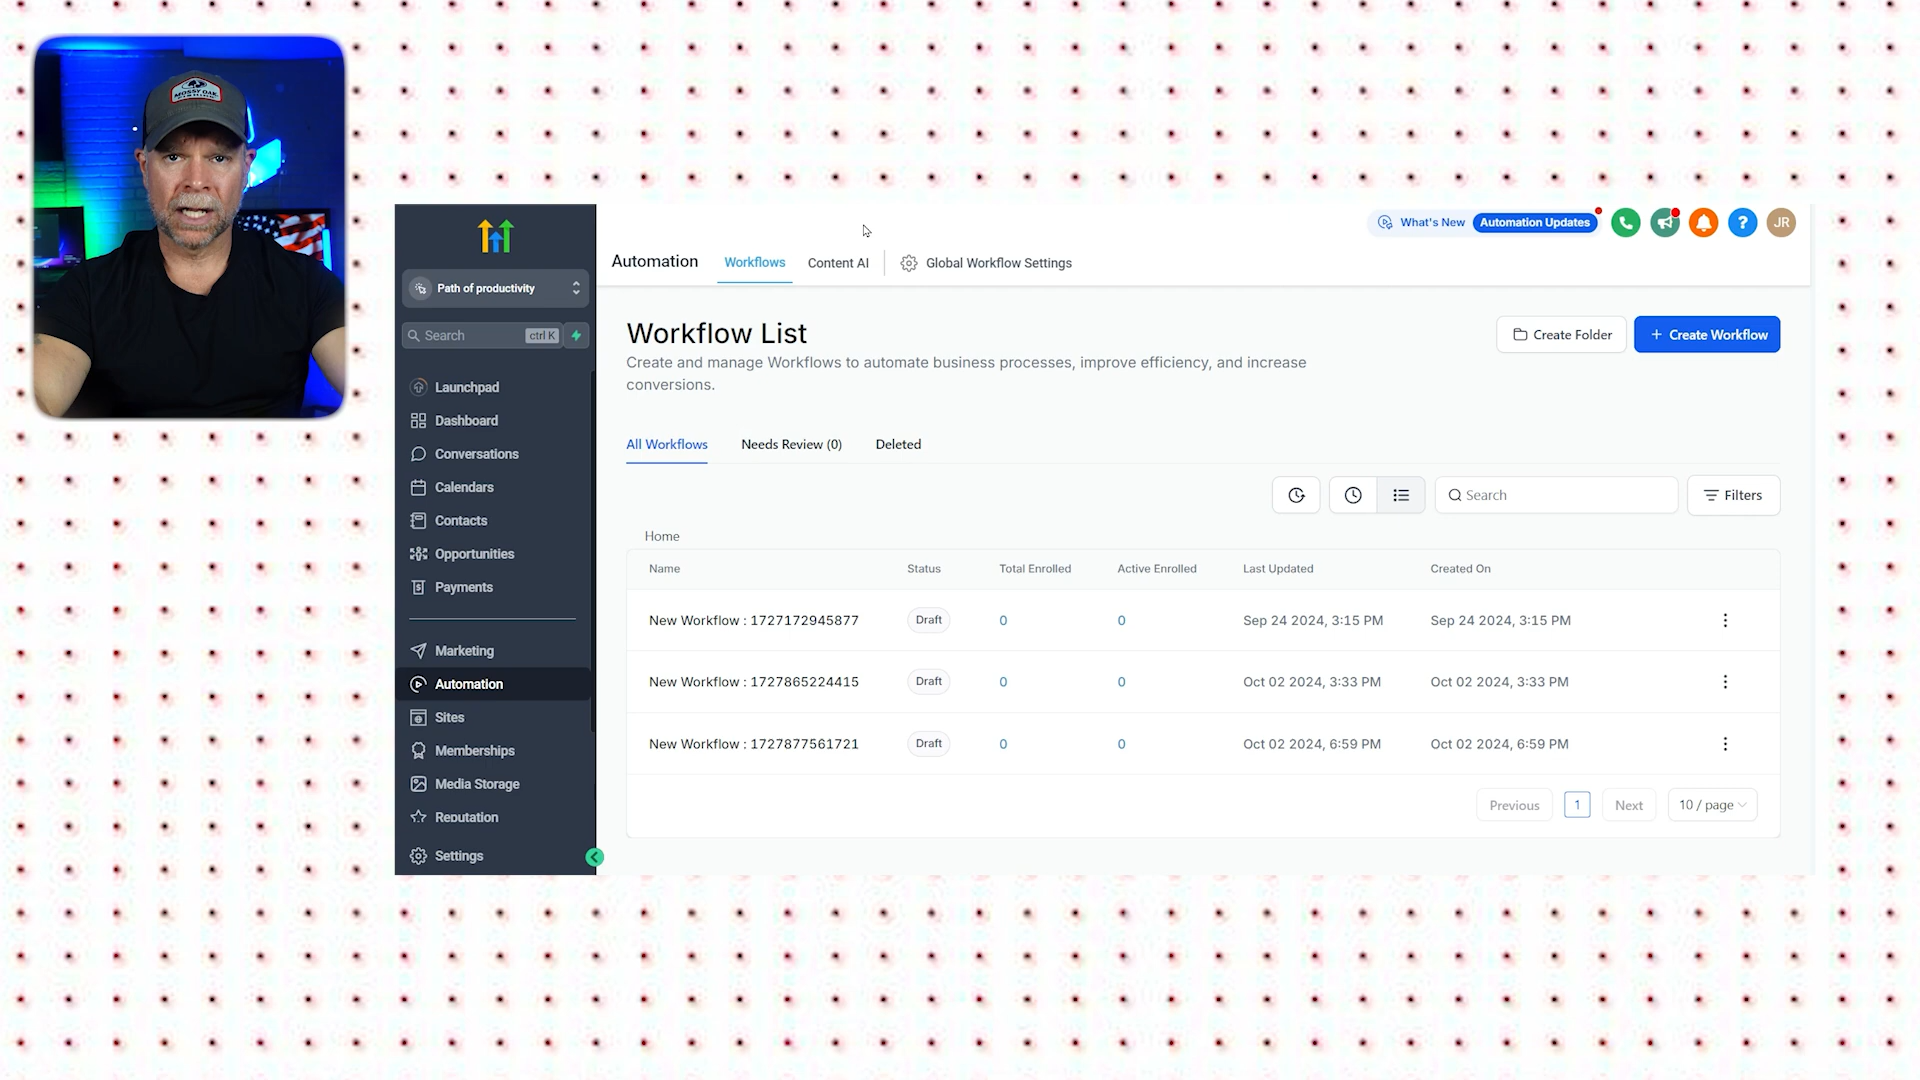 MOSSY OAK
Path of productivity
Search ctrl K
Launchpad
Dashboard
Conversations
Calendars
Contacts
Opportunities
Payments
Marketing
Automation
Sites
Memberships
Media Storage
Reputation
Settings
What's New Automation Updates JR
Automation Workflows Content AI Global Workflow Settings
Workflow List
Create Folder + Create Workflow
Create and manage Workflows to automate business processes, improve efficiency, and increase
conversions.
All Workflows Needs Review (0) Deleted
Search Filters
Home
Name Status Total Enrolled Active Enrolled Last Updated Created On
New Workflow : 1727172945877 Draft 0 0 Sep 24 2024, 3:15 PM Sep 24 2024, 3:15 PM
New Workflow : 1727865224415 Draft 0 0 Oct 02 2024, 3:33 PM Oct 02 2024, 3:33 PM
New Workflow : 1727877561721 Draft 0 0 Oct 02 2024, 6:59 PM Oct 02 2024, 6:59 PM
Previous 1 Next 10 / page